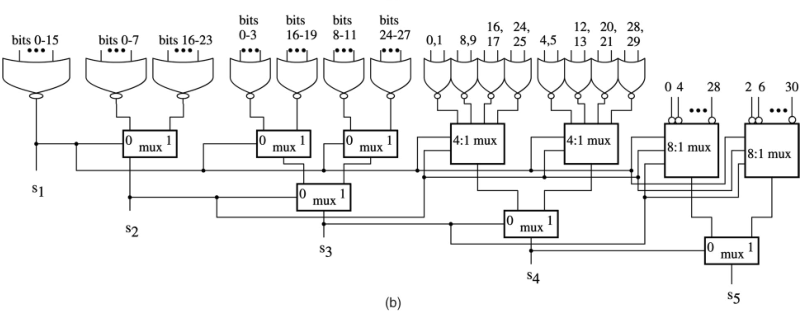 bits 0-15
bits 0-7 bits 16-23
bits
0-3
bits
16-19
bits
8-11
bits
24-27
0,1
8,9
16,
17
24,
25
4,5
12,
13
20,
21
28,
29
0 4 28
2 6 30
0 mux 1
0 mux 1
0 mux 1
4:1 mux
4:1 mux
8:1 mux
8:1 mux
0 mux 1
0 mux 1
0 mux 1
s1
s2
s3
s4
s5
(b)